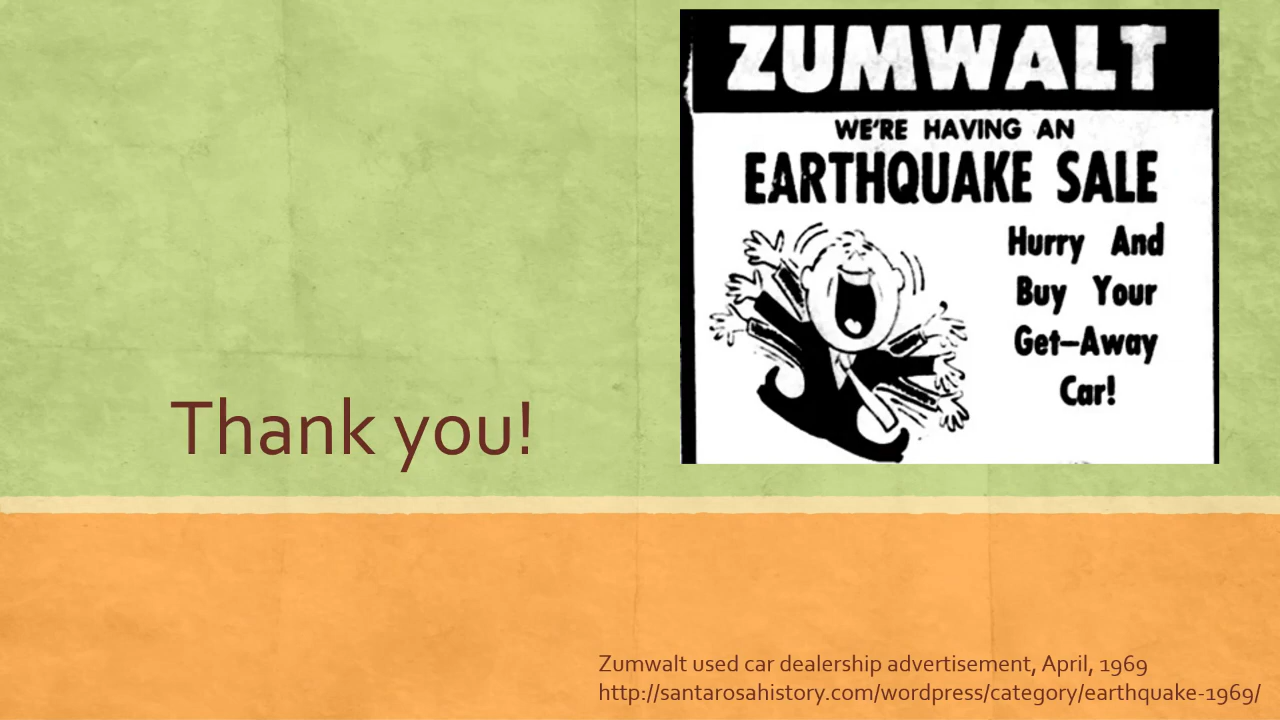 ZUMWALT
WE'RE HAVING AN
EARTHQUAKE SALE
Hurry And
Buy Your
Get-Away
Car!
Thank you!
Zumwalt used car dealership advertisement, April, 1969
http://santarosahistory.com/wordpress/category/earthquake-1969/